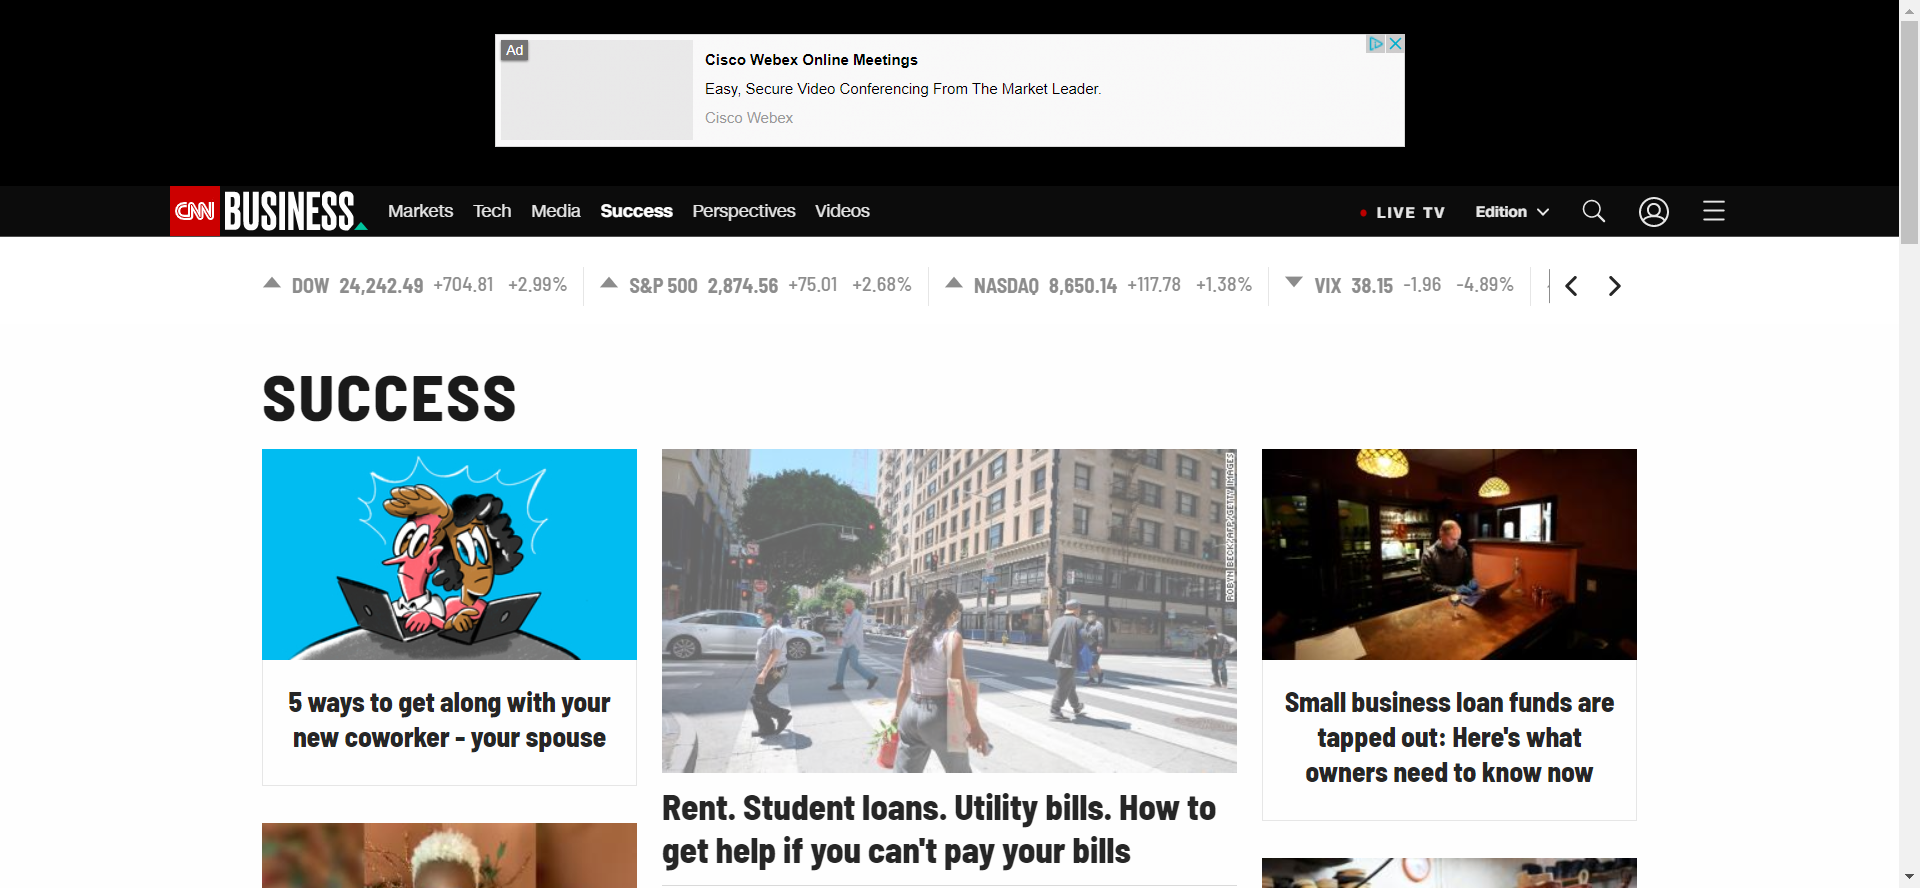 Ad
Cisco Webex Online Meetings
Easy, Secure Video Conferencing From The Market Leader.
Cisco Webex
CNN BUSINESS Markets Tech Media Success Perspectives Videos LIVE TV Edition
DOW 24,242.49 +704.81 +2.99% S&P 500 2,874.56 +75.01 +2.68% NASDAQ 8,650.14 +117.78 +1.38% VIX 38.15 -1.96 -4.89%
SUCCESS
ROBYN BECK/AFP/GETTY IMAGES
5 ways to get along with your
new coworker - your spouse
Rent. Student loans. Utility bills. How to
get help if you can't pay your bills
Small business loan funds are
tapped out: Here's what
owners need to know now